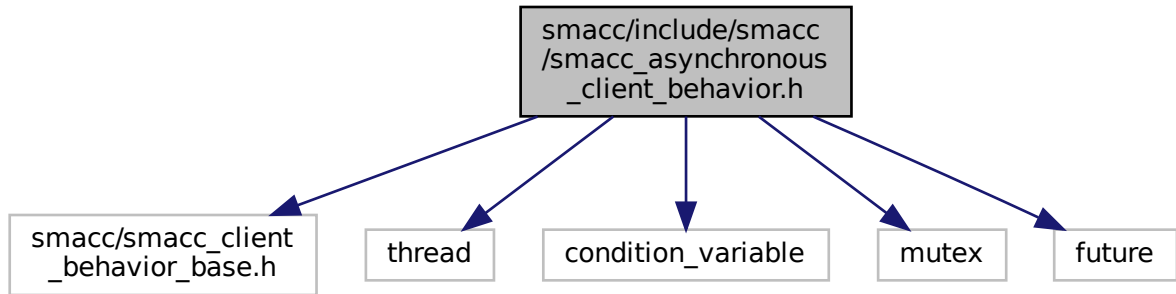 smacc/include/smacc
/smacc_asynchronous
_client_behavior.h
smacc/smacc_client
_behavior_base.h
thread
condition_variable
mutex
future